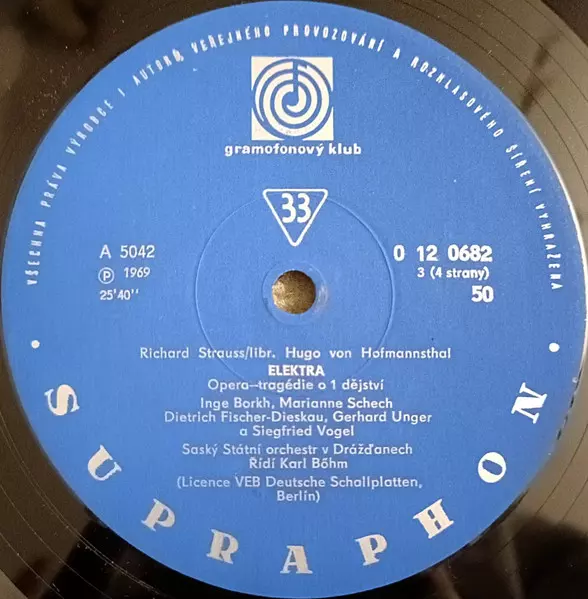 VŠECHNA PRÁVA VÝROBCE I AUTORŮ, VEŘEJNÉHO PROVOZOVÁNÍ A ROZHLASOVÉHO ŠÍŘENÍ VYHRAŽENA
gramofonový klub
33
A 5042
Ⓟ 1969
25'40''
0 12 0682
3 (4 strany)
50
Richard Strauss/libr. Hugo von Hofmannsthal
ELEKTRA
Opera—tragédie o 1 dějství
Inge Borkh, Marianne Schech
Dietrich Fischer-Dieskau, Gerhard Unger
a Siegfried Vogel
Saský Státní orchestr v Drážďanech
Řídí Karl Böhm
(Licence VEB Deutsche Schallplatten,
Berlín)
· SUPRAPHON ·